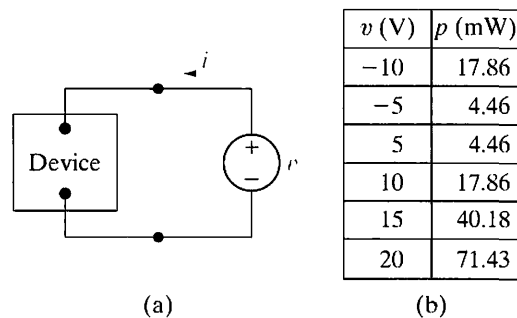 i
Device
+
−
v
(a)
v (V) p (mW)
−10 17.86
−5 4.46
5 4.46
10 17.86
15 40.18
20 71.43
(b)